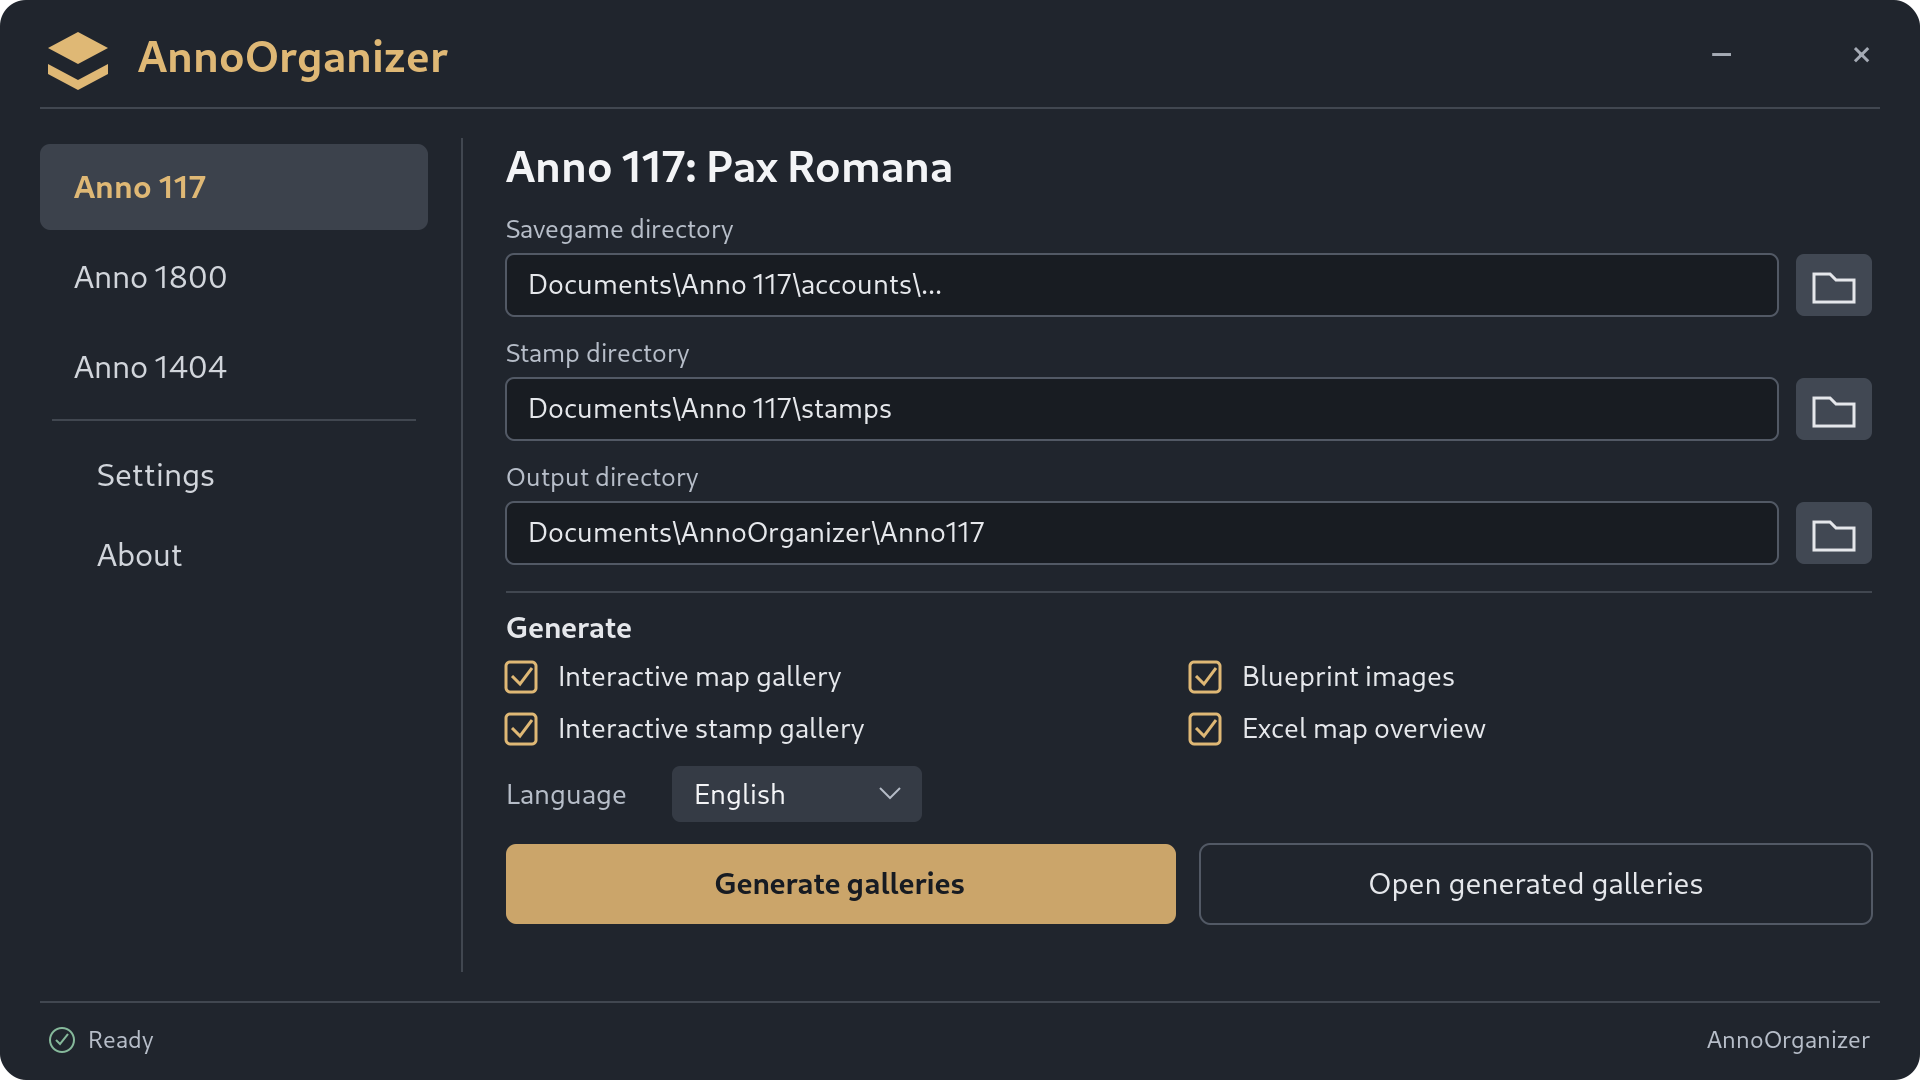 AnnoOrganizer
Anno 117
Anno 1800
Anno 1404
Settings
About
Anno 117: Pax Romana
Savegame directory
Documents\Anno 117\accounts\...
Stamp directory
Documents\Anno 117\stamps
Output directory
Documents\AnnoOrganizer\Anno117
Generate
Interactive map gallery
Blueprint images
Interactive stamp gallery
Excel map overview
Language
English
Generate galleries
Open generated galleries
Ready
AnnoOrganizer